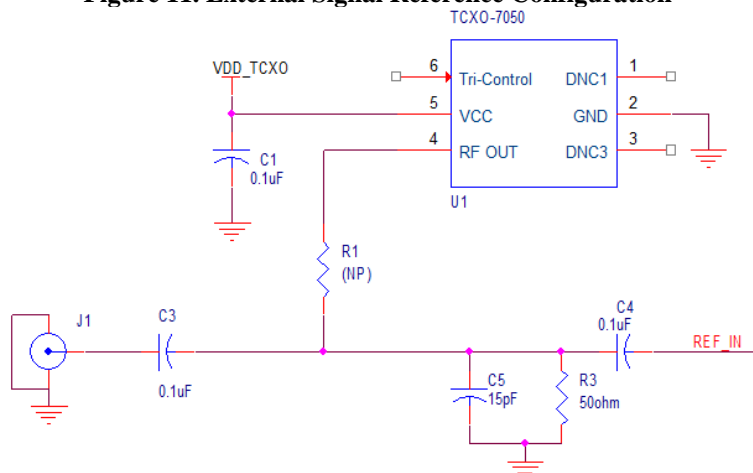 Figure 11. External Signal Reference Configuration
TCXO-7050
VDD_TCXO
6 Tri-Control DNC1 1
5 VCC GND 2
4 RF OUT DNC3 3
C1
0.1uF
U1
R1
(NP)
J1
C3
0.1uF
C4
0.1uF
REF_IN
C5
15pF
R3
50ohm